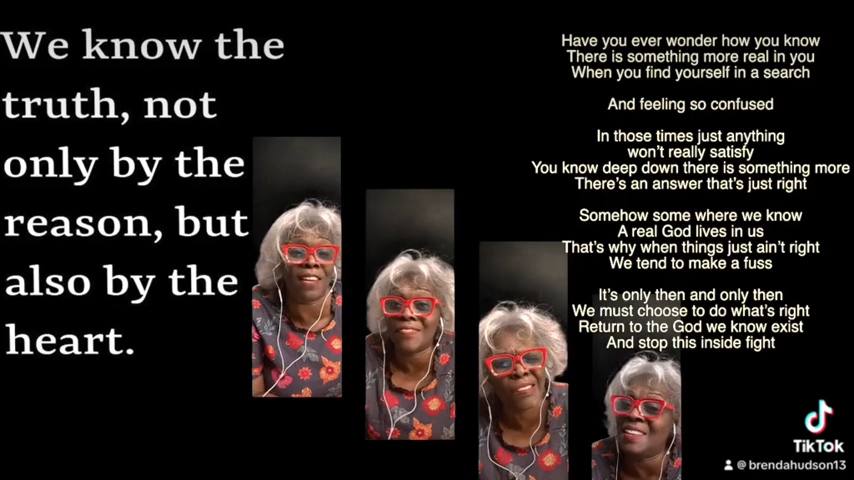 We know the
truth, not
only by the
reason, but
also by the
heart.
Have you ever wonder how you know
There is something more real in you
When you find yourself in a search
And feeling so confused
In those times just anything
won't really satisfy
You know deep down there is something more
There's an answer that's just right
Somehow some where we know
A real God lives in us
That's why when things just ain't right
We tend to make a fuss
It's only then and only then
We must choose to do what's right
Return to the God we know exist
And stop this inside fight
TikTok
@brendahudson13